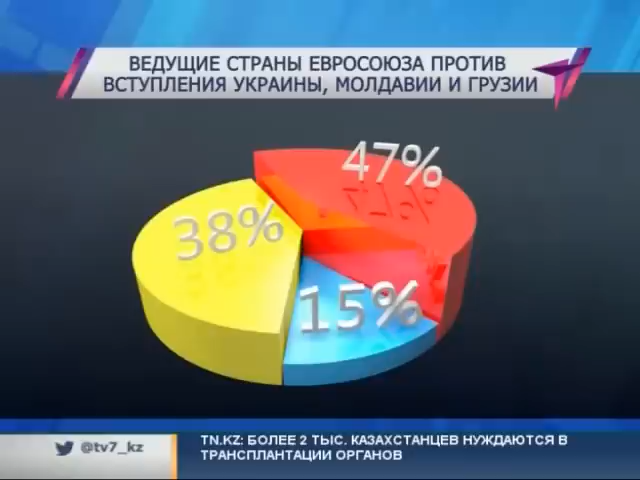 ВЕДУЩИЕ СТРАНЫ ЕВРОСОЮЗА ПРОТИВ
ВСТУПЛЕНИЯ УКРАИНЫ, МОЛДАВИИ И ГРУЗИИ
47%
38%
15%
@tv7_kz
TN.KZ: БОЛЕЕ 2 ТЫС. КАЗАХСТАНЦЕВ НУЖДАЮТСЯ В
ТРАНСПЛАНТАЦИИ ОРГАНОВ